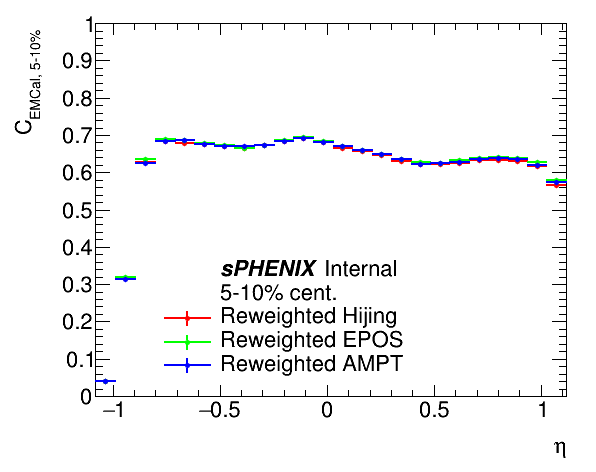 C_EMCal, 5-10%
1
0.9
0.8
0.7
0.6
0.5
0.4
0.3
0.2
0.1
0
sPHENIX Internal
5-10% cent.
Reweighted Hijing
Reweighted EPOS
Reweighted AMPT
−1 −0.5 0 0.5 1
η